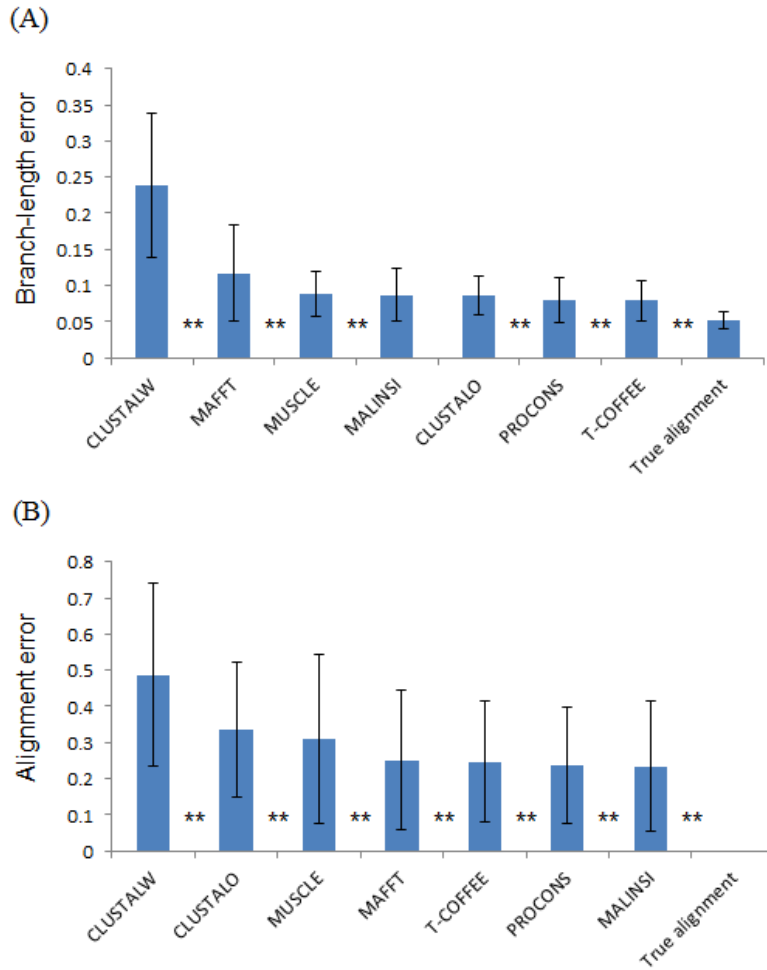 (A)
Branch-length error
0.4
0.35
0.3
0.25
0.2
0.15
0.1
0.05
0
** ** ** ** ** **
CLUSTALW
MAFFT
MUSCLE
MALINSI
CLUSTALO
PROCONS
T-COFFEE
True alignment
(B)
Alignment error
0.8
0.7
0.6
0.5
0.4
0.3
0.2
0.1
0
** ** ** ** ** ** **
CLUSTALW
CLUSTALO
MUSCLE
MAFFT
T-COFFEE
PROCONS
MALINSI
True alignment